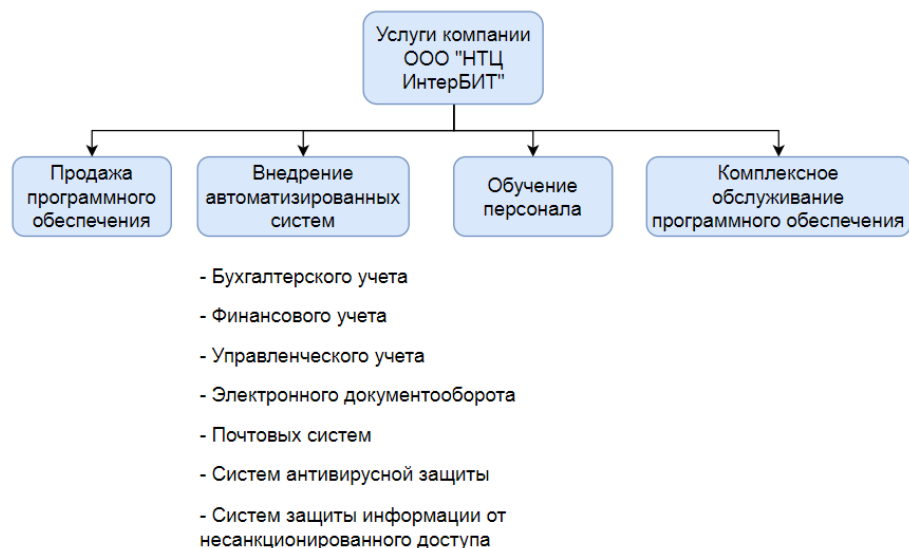 Услуги компании
ООО "НТЦ
ИнтерБИТ"
Продажа
программного
обеспечения
Внедрение
автоматизированных
систем
Обучение
персонала
Комплексное
обслуживание
программного обеспечения
- Бухгалтерского учета
- Финансового учета
- Управленческого учета
- Электронного документооборота
- Почтовых систем
- Систем антивирусной защиты
- Систем защиты информации от
несанкционированного доступа